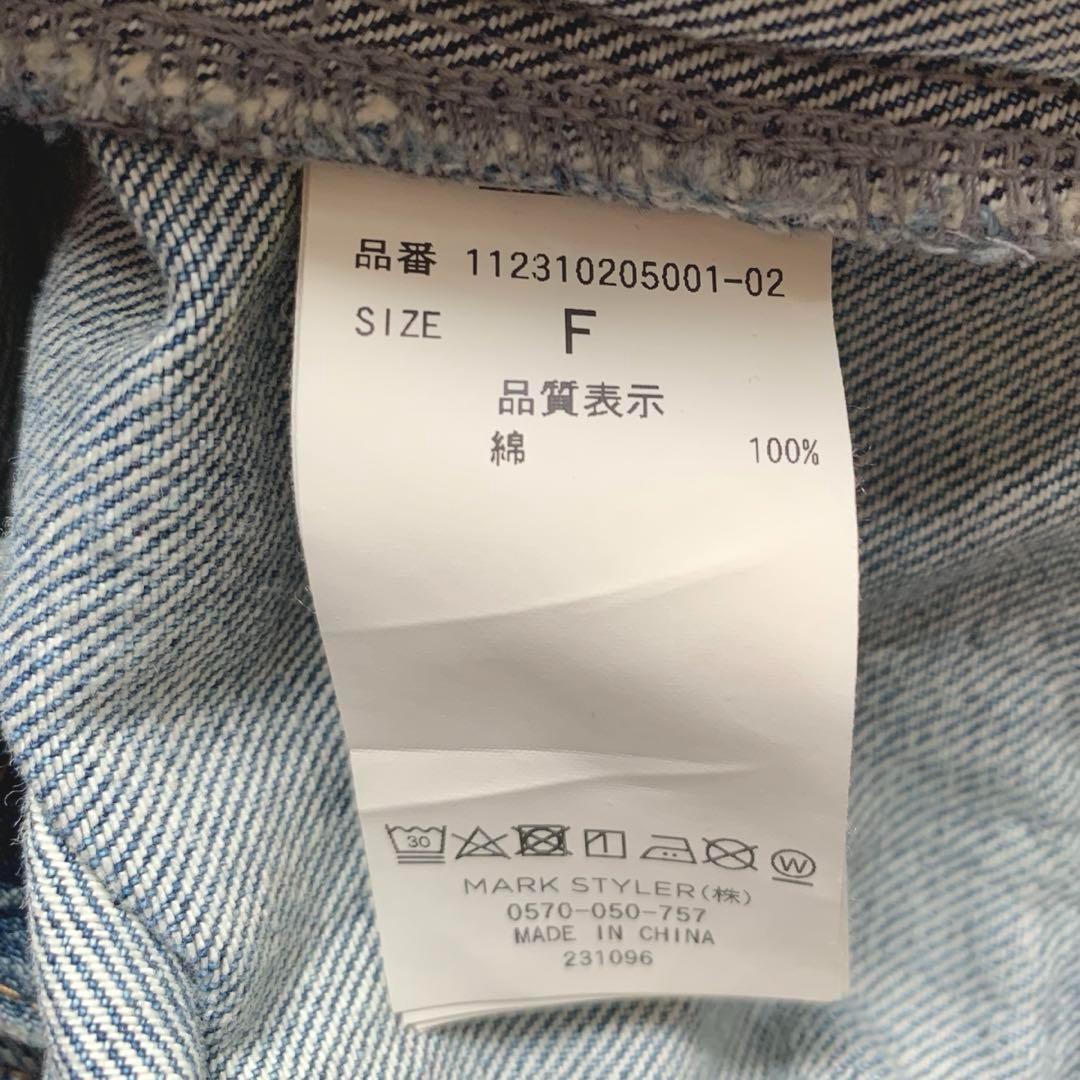 品番 112310205001-02
SIZE F
品質表示
綿 100%
30 W
MARK STYLER(株)
0570-050-757
MADE IN CHINA
231096